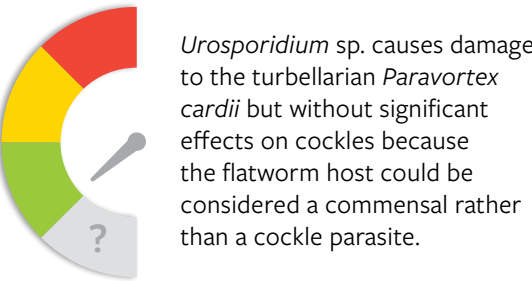 Urosporidium sp. causes damage
to the turbellarian Paravortex
cardii but without significant
effects on cockles because
the flatworm host could be
considered a commensal rather
than a cockle parasite.
?